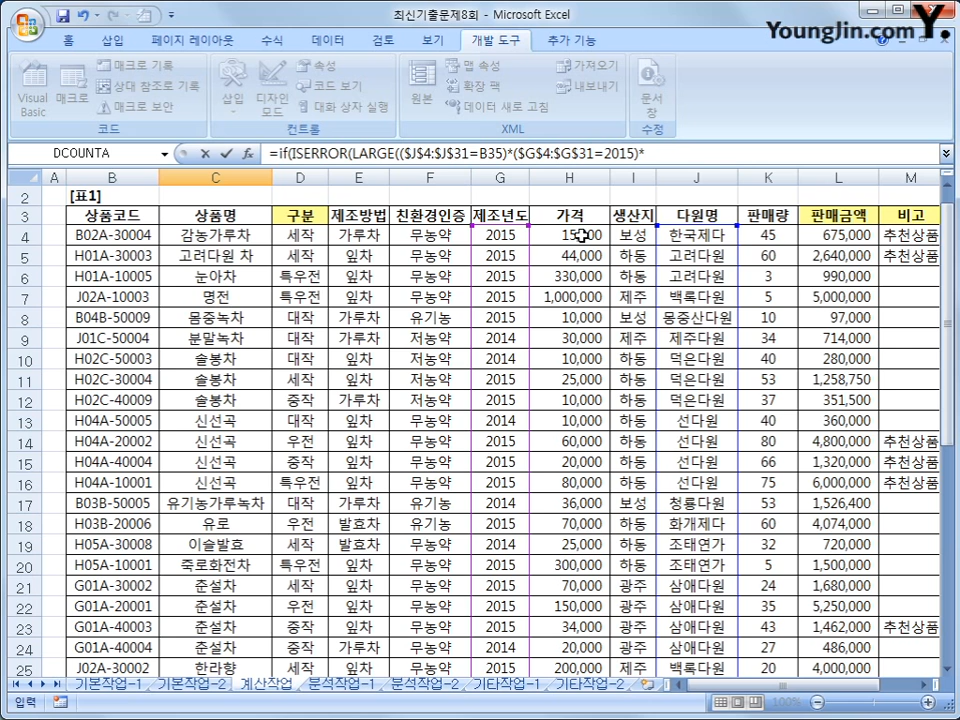 최신기출문제8회 - Microsoft Excel
YoungJin.com Y.
홈 삽입 페이지 레이아웃 수식 데이터 검토 보기 개발 도구 추가 기능
Visual Basic 매크로 매크로 기록 상대 참조로 기록 매크로 보안 코드
삽입 디자인 모드 속성 코드 보기 대화 상자 실행 컨트롤
원본 맵 속성 확장 팩 데이터 새로 고침 가져오기 내보내기 XML
문서 창 수정
DCOUNTA =if(ISERROR(LARGE(($J$4:$J$31=B35)*($G$4:$G$31=2015)*
A B C D E F G H I J K L M
2 [표1]
3 상품코드 상품명 구분 제조방법 친환경인증 제조년도 가격 생산지 다원명 판매량 판매금액 비고
4 B02A-30004 감농가루차 세작 가루차 무농약 2015 보성 한국제다 45 675,000 추천상품
5 H01A-30003 고려다원 차 세작 잎차 무농약 2015 44,000 하동 고려다원 60 2,640,000 추천상품
6 H01A-10005 눈아차 특우전 잎차 무농약 2015 330,000 하동 고려다원 3 990,000
7 J02A-10003 명전 특우전 잎차 무농약 2015 1,000,000 제주 백록다원 5 5,000,000
8 B04B-50009 몸중녹차 대작 가루차 유기농 2015 10,000 보성 몽중산다원 10 97,000
9 J01C-50004 분말녹차 대작 가루차 저농약 2014 30,000 제주 제주다원 34 714,000
10 H02C-50003 솔봉차 대작 잎차 저농약 2014 10,000 하동 덕은다원 40 280,000
11 H02C-30004 솔봉차 세작 잎차 저농약 2015 25,000 하동 덕은다원 53 1,258,750
12 H02C-40009 솔봉차 중작 가루차 저농약 2015 10,000 하동 덕은다원 37 351,500
13 H04A-50005 신선곡 대작 잎차 무농약 2015 10,000 하동 선다원 40 360,000
14 H04A-20002 신선곡 우전 잎차 무농약 2015 60,000 하동 선다원 80 4,800,000 추천상품
15 H04A-40004 신선곡 중작 잎차 무농약 2015 20,000 하동 선다원 66 1,320,000 추천상품
16 H04A-10001 신선곡 특우전 잎차 무농약 2015 80,000 하동 선다원 75 6,000,000 추천상품
17 B03B-50005 유기농가루녹차 대작 가루차 유기농 2014 36,000 보성 청룡다원 53 1,526,400
18 H03B-20006 유로 우전 발효차 유기농 2015 70,000 하동 화개제다 60 4,074,000
19 H05A-30008 이슬발효 세작 발효차 무농약 2014 25,000 하동 조태연가 32 720,000
20 H05A-10001 죽로화전차 특우전 잎차 무농약 2015 300,000 하동 조태연가 5 1,500,000
21 G01A-30002 준설차 세작 잎차 무농약 2015 70,000 광주 삼애다원 24 1,680,000
22 G01A-20001 준설차 우전 잎차 무농약 2015 150,000 광주 삼애다원 35 5,250,000
23 G01A-40003 준설차 중작 잎차 무농약 2015 34,000 광주 삼애다원 43 1,462,000 추천상품
24 G01A-40004 준설차 중작 잎차 무농약 2014 20,000 광주 삼애다원 27 486,000
25 J02A-30002 한라향 세작 잎차 무농약 2015 200,000 제주 백록다원 20 4,000,000
기본작업-1 기본작업-2 계산작업 분석작업-1 분석작업-2 기타작업-1 기타작업-2
입력 100%